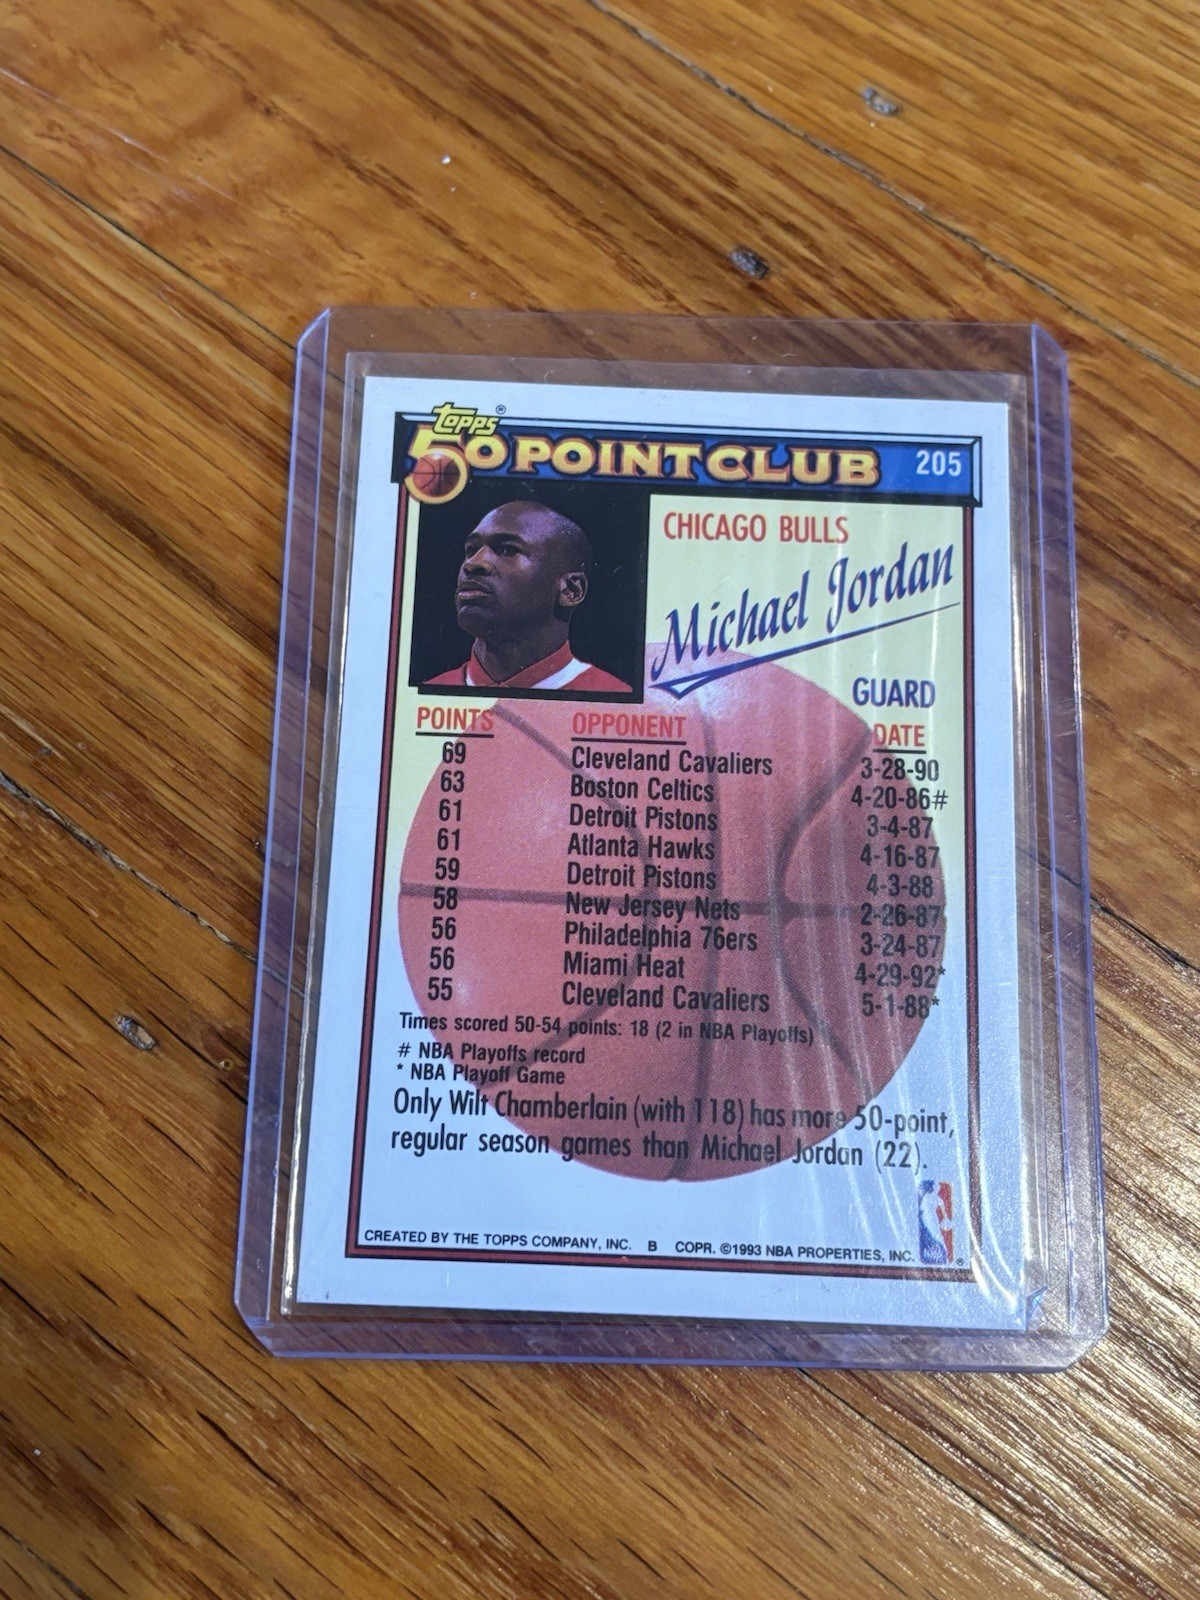 topps®
50 POINT CLUB 205
CHICAGO BULLS
Michael Jordan
GUARD
POINTS OPPONENT DATE
69 Cleveland Cavaliers 3-28-90
63 Boston Celtics 4-20-86#
61 Detroit Pistons 3-4-87
61 Atlanta Hawks 4-16-87
59 Detroit Pistons 4-3-88
58 New Jersey Nets 2-26-87
56 Philadelphia 76ers 3-24-87
56 Miami Heat 4-29-92*
55 Cleveland Cavaliers 5-1-88*
Times scored 50-54 points: 18 (2 in NBA Playoffs)
# NBA Playoffs record
* NBA Playoff Game
Only Wilt Chamberlain (with 118) has more 50-point,
regular season games than Michael Jordan (22).
CREATED BY THE TOPPS COMPANY, INC. B COPR. ©1993 NBA PROPERTIES, INC. ®